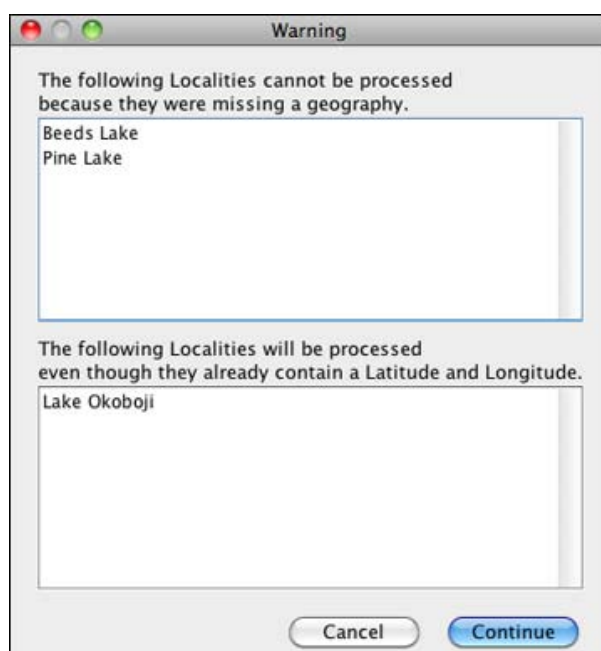 Warning
The following Localities cannot be processed
because they were missing a geography.
Beeds Lake
Pine Lake
The following Localities will be processed
even though they already contain a Latitude and Longitude.
Lake Okoboji
Cancel
Continue